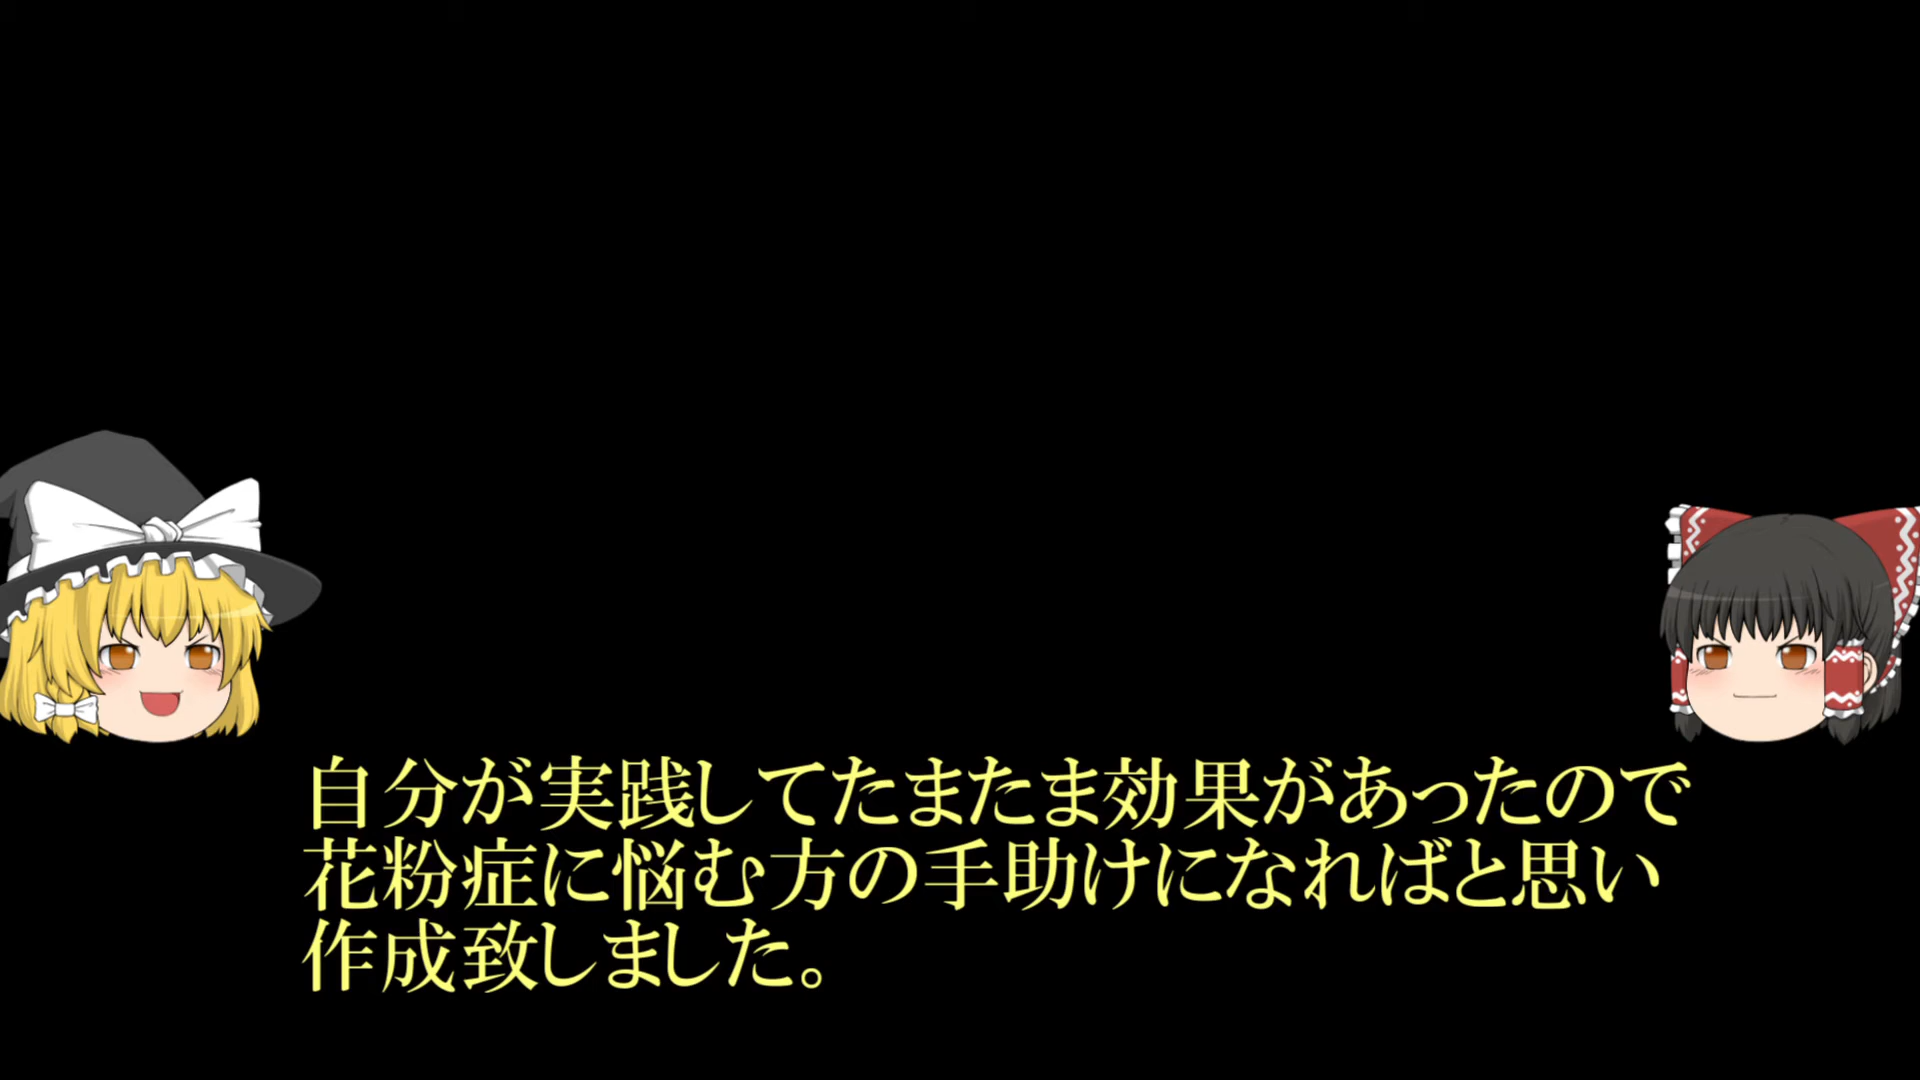 自分が実践してたまたま効果があったので
花粉症に悩む方の手助けになればと思い
作成致しました。